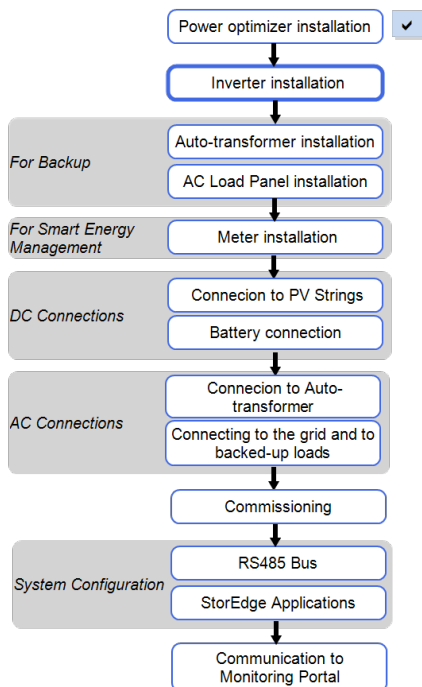 Power optimizer installation
Inverter installation
For Backup
Auto-transformer installation
AC Load Panel installation
For Smart Energy
Management
Meter installation
DC Connections
Connecion to PV Strings
Battery connection
AC Connections
Connecion to Auto-
transformer
Connecting to the grid and to
backed-up loads
Commissioning
System Configuration
RS485 Bus
StorEdge Applications
Communication to
Monitoring Portal